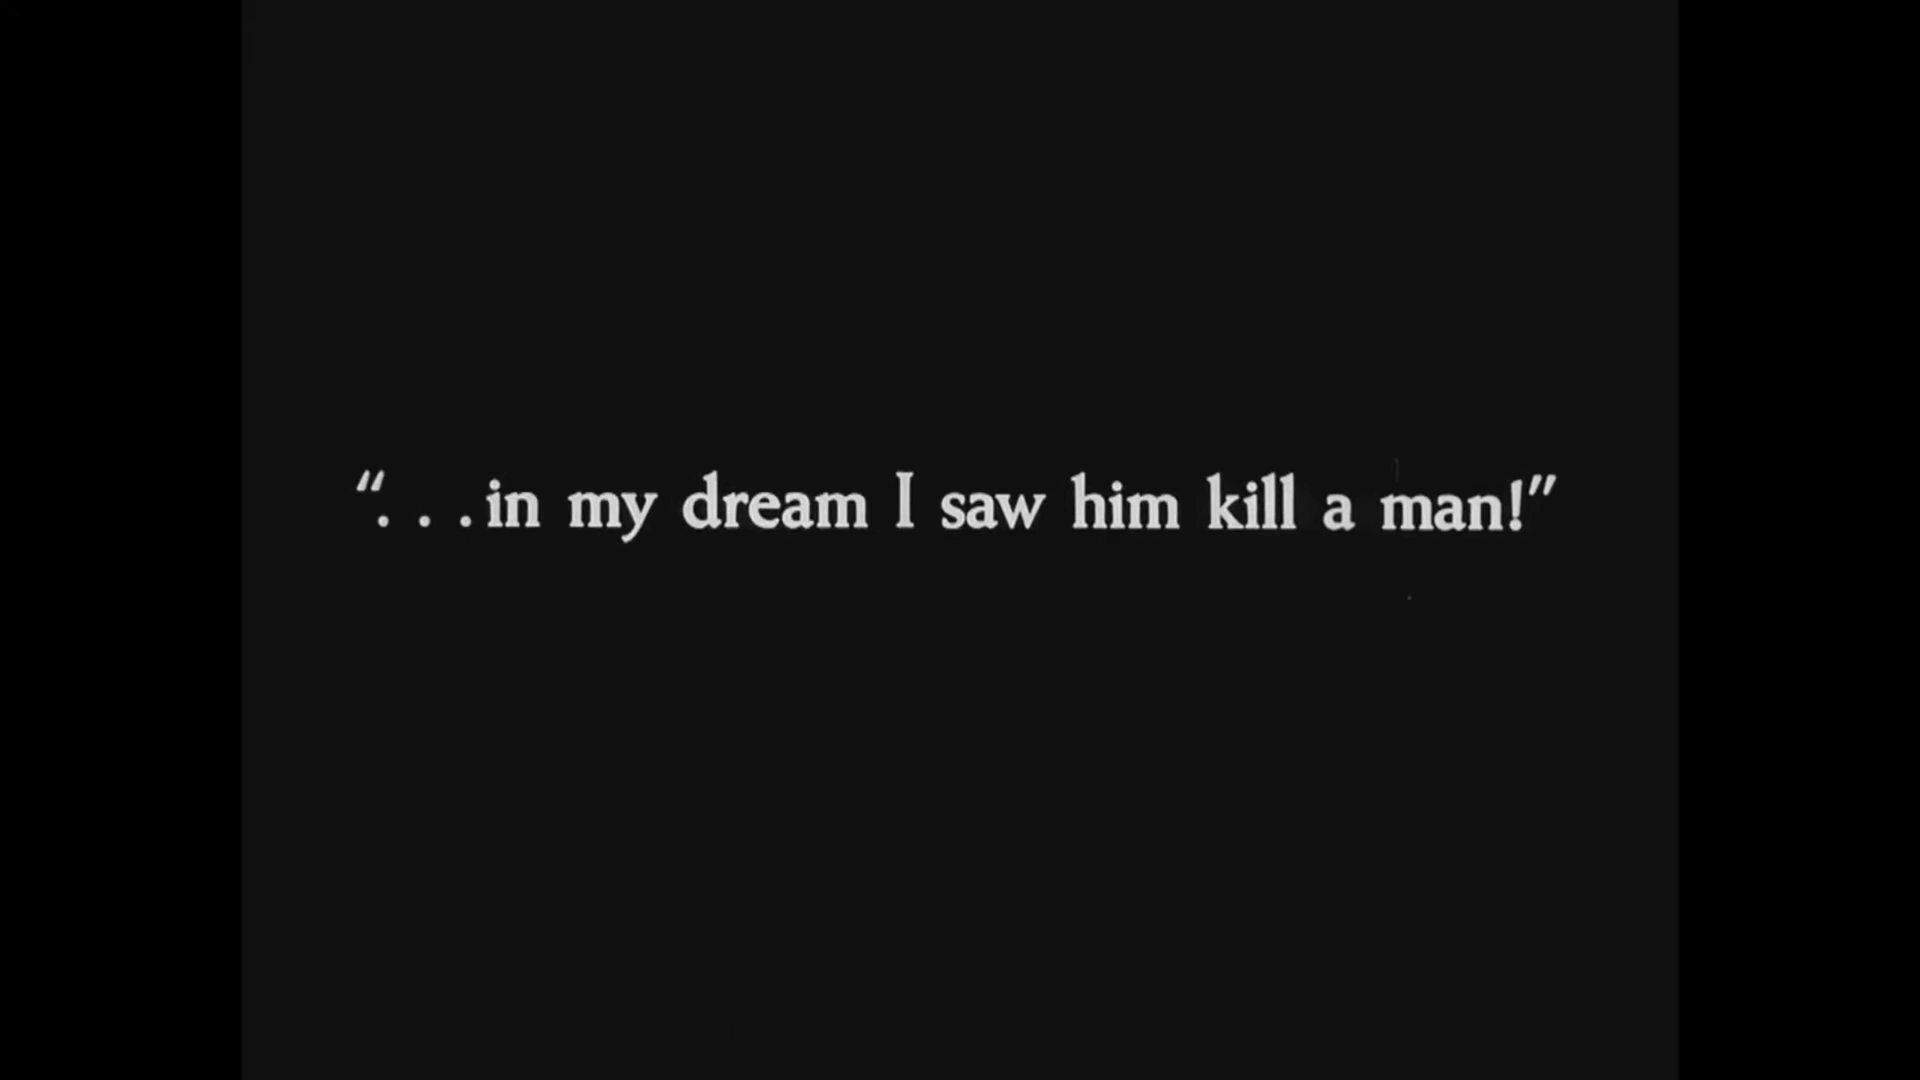 “. . . in my dream I saw him kill a man!”